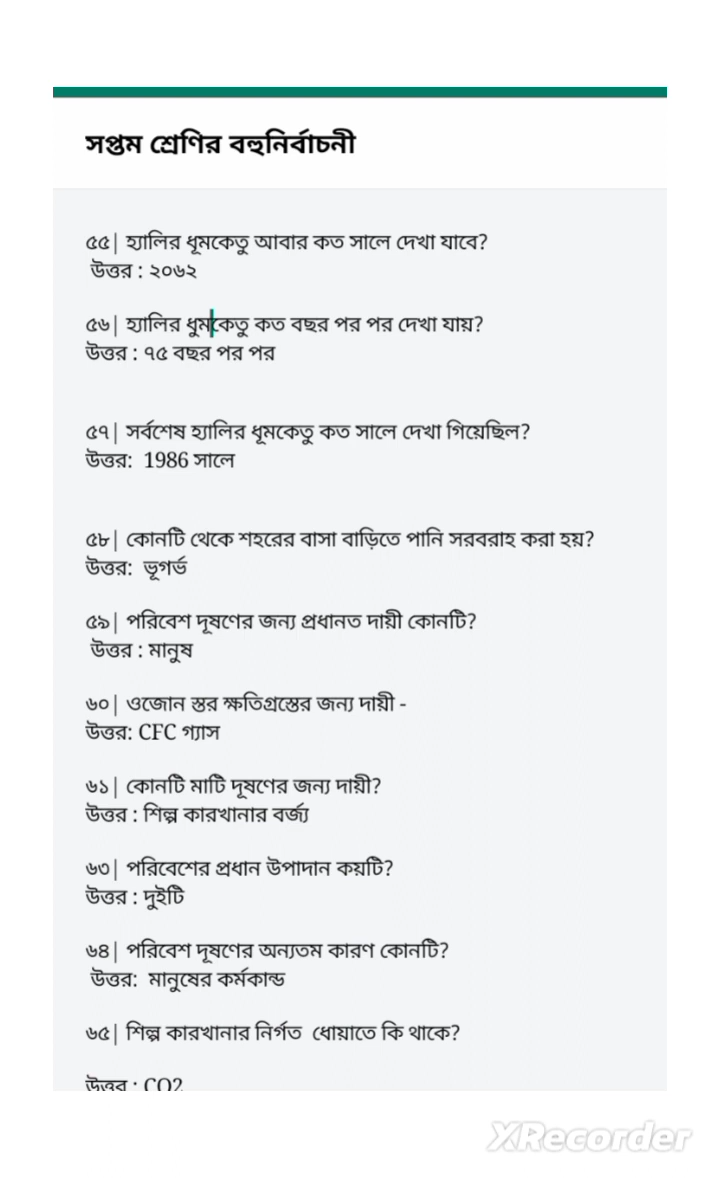 সপ্তম শ্রেণির বহুনির্বাচনী
৫৫| হ্যালির ধূমকেতু আবার কত সালে দেখা যাবে?
উত্তর : ২০৬২
৫৬| হ্যালির ধুমকেতু কত বছর পর পর দেখা যায়?
উত্তর : ৭৫ বছর পর পর
৫৭| সর্বশেষ হ্যালির ধূমকেতু কত সালে দেখা গিয়েছিল?
উত্তর: 1986 সালে
৫৮| কোনটি থেকে শহরের বাসা বাড়িতে পানি সরবরাহ করা হয়?
উত্তর: ভূগর্ভ
৫৯| পরিবেশ দূষণের জন্য প্রধানত দায়ী কোনটি?
উত্তর : মানুষ
৬০| ওজোন স্তর ক্ষতিগ্রস্তের জন্য দায়ী -
উত্তর: CFC গ্যাস
৬১| কোনটি মাটি দূষণের জন্য দায়ী?
উত্তর : শিল্প কারখানার বর্জ্য
৬৩| পরিবেশের প্রধান উপাদান কয়টি?
উত্তর : দুইটি
৬৪| পরিবেশ দূষণের অন্যতম কারণ কোনটি?
উত্তর: মানুষের কর্মকান্ড
৬৫| শিল্প কারখানার নির্গত ধোয়াতে কি থাকে?
উত্তর : CO2
XRecorder